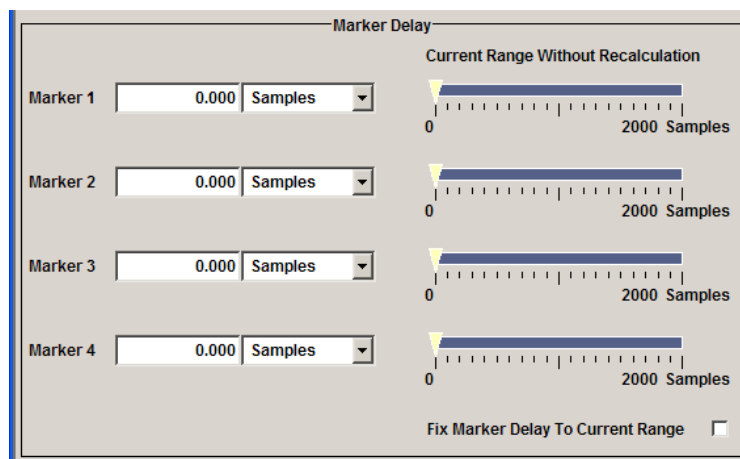 Marker Delay
Current Range Without Recalculation
Marker 1 0.000 Samples
0 2000 Samples
Marker 2 0.000 Samples
0 2000 Samples
Marker 3 0.000 Samples
0 2000 Samples
Marker 4 0.000 Samples
0 2000 Samples
Fix Marker Delay To Current Range